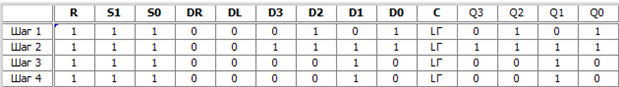 R S1 S0 DR DL D3 D2 D1 D0 C Q3 Q2 Q1 Q0
Шаг 1 1 1 1 0 0 0 1 0 1 LГ 0 1 0 1
Шаг 2 1 1 1 0 0 1 1 1 1 LГ 1 1 1 1
Шаг 3 1 1 1 0 0 0 0 1 0 LГ 0 0 1 0
Шаг 4 1 1 1 0 0 0 0 1 0 LГ 0 0 1 0